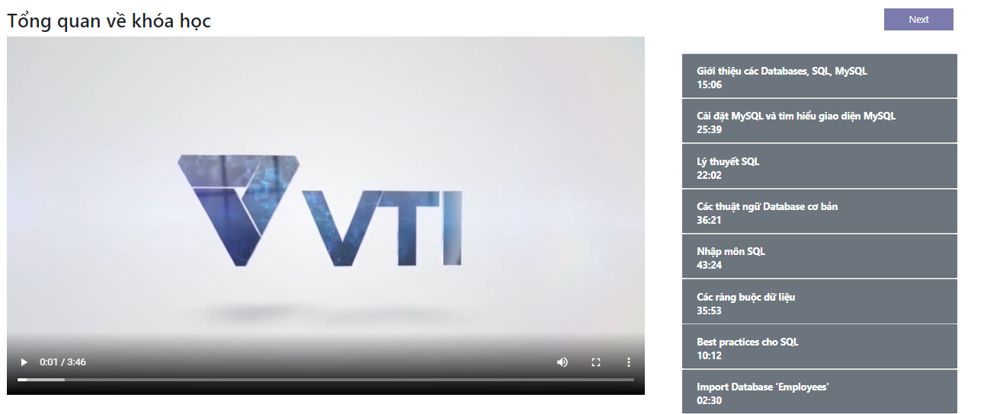 Tổng quan về khóa học
Next
VTI
0:01 / 3:46
Giới thiệu các Databases, SQL, MySQL
15:06
Cài đặt MySQL và tìm hiểu giao diện MySQL
25:39
Lý thuyết SQL
22:02
Các thuật ngữ Database cơ bản
36:21
Nhập môn SQL
43:24
Các ràng buộc dữ liệu
35:53
Best practices cho SQL
10:12
Import Database 'Employees'
02:30